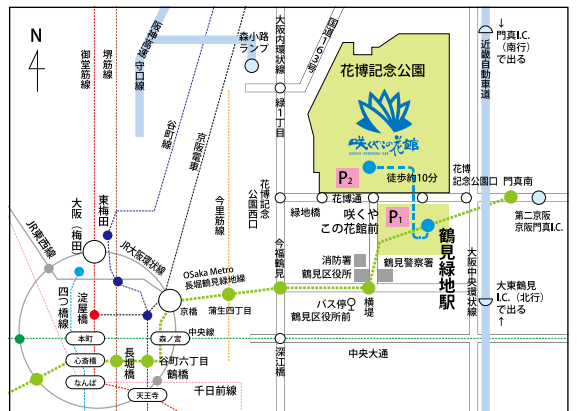 N
御堂筋線
堺筋線
阪神高速 守口線
森小路
ランプ
大阪内環状線
国道163号
↓
門真I.C.
（南行）
で出る
近畿自動車道
花博記念公園
咲くやこの花館
SAKUYA KONOHANA KAN
緑1丁目
谷町線
京阪電車
今里筋線
P2
徒歩約10分
花博
記念公園口
門真南
花博記念
公園西口
花博通
緑地橋
咲くや
この花館前
P1
第二京阪
京阪門真I.C.
東梅田
大阪（梅田）
JR東西線
JR大阪環状線
OSaka Metro
長堀鶴見緑地線
今福鶴見
消防署
鶴見区役所
鶴見警察署
鶴見緑地駅
大阪中央環状線
大東鶴見
I.C.（北行）
で出る
↑
四つ橋線
淀屋橋
京橋
蒲生四丁目
バス停
鶴見区役所前
横堤
本町
森ノ宮
中央線
中央大通
深江橋
心斎橋
長堀橋
谷町六丁目
鶴橋
なんば
千日前線
天王寺